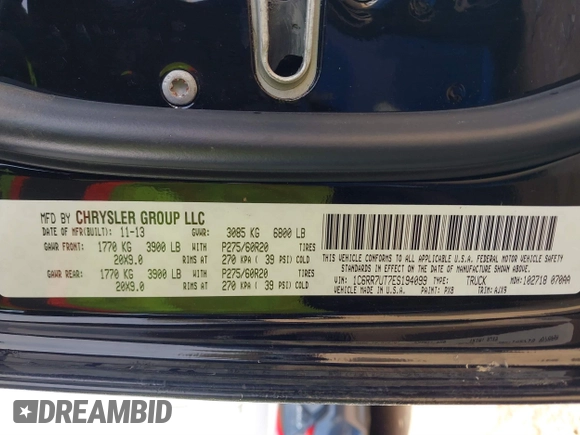 MFD BY CHRYSLER GROUP LLC
DATE OF MFR(BUILT): 11-13 GVWR: 3085 KG 6800 LB
GAWR FRONT: 1770 KG 3900 LB WITH P275/60R20 TIRES
20X9.0 RIMS AT 270 KPA ( 39 PSI) COLD
GAWR REAR: 1770 KG 3900 LB WITH P275/60R20 TIRES
20X9.0 RIMS AT 270 KPA ( 39 PSI) COLD
THIS VEHICLE CONFORMS TO ALL APPLICABLE U.S.A. FEDERAL MOTOR VEHICLE SAFETY
STANDARDS IN EFFECT ON THE DATE OF MANUFACTURE SHOWN ABOVE.
VIN: 1C6RR7UT7ES194099 TYPE: TRUCK MDH: 102718 070AA
VEHICLE MADE IN U.S.A. PAINT: PX8 TRIM: AJX9
DREAMBID